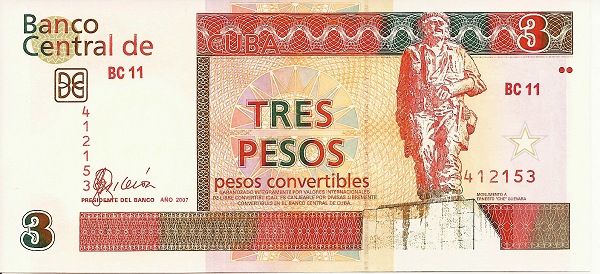 Banco
Central de
CUBA
3
BC 11
BC 11
TRES
PESOS
pesos convertibles
GARANTIZADO INTEGRAMENTE POR VALORES INTERNACIONALES
DE LIBRE CONVERTIBILIDAD. ES CANJEABLE POR DIVISAS LIBREMENTE
CONVERTIBLES EN EL BANCO CENTRAL DE CUBA.
412153
412153
PRESIDENTE DEL BANCO AÑO 2007
MONUMENTO A
ERNESTO "CHE" GUEVARA
3